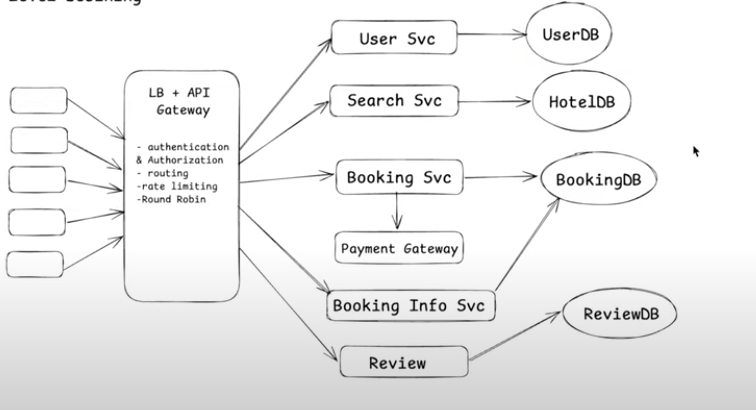 LB + API
Gateway
- authentication
& Authorization
- routing
-rate limiting
-Round Robin
User Svc
UserDB
Search Svc
HotelDB
Booking Svc
BookingDB
Payment Gateway
Booking Info Svc
Review
ReviewDB